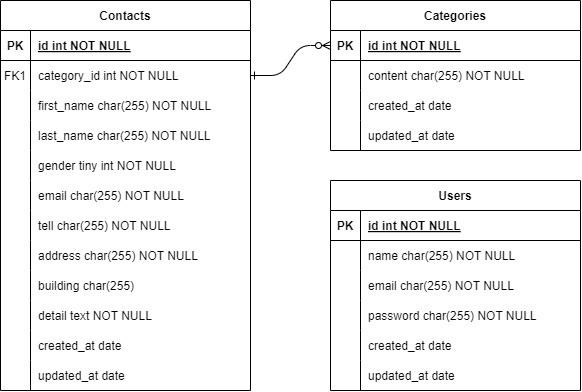 Contacts
PK id int NOT NULL
FK1 category_id int NOT NULL
first_name char(255) NOT NULL
last_name char(255) NOT NULL
gender tiny int NOT NULL
email char(255) NOT NULL
tell char(255) NOT NULL
address char(255) NOT NULL
building char(255)
detail text NOT NULL
created_at date
updated_at date
Categories
PK id int NOT NULL
content char(255) NOT NULL
created_at date
updated_at date
Users
PK id int NOT NULL
name char(255) NOT NULL
email char(255) NOT NULL
password char(255) NOT NULL
created_at date
updated_at date